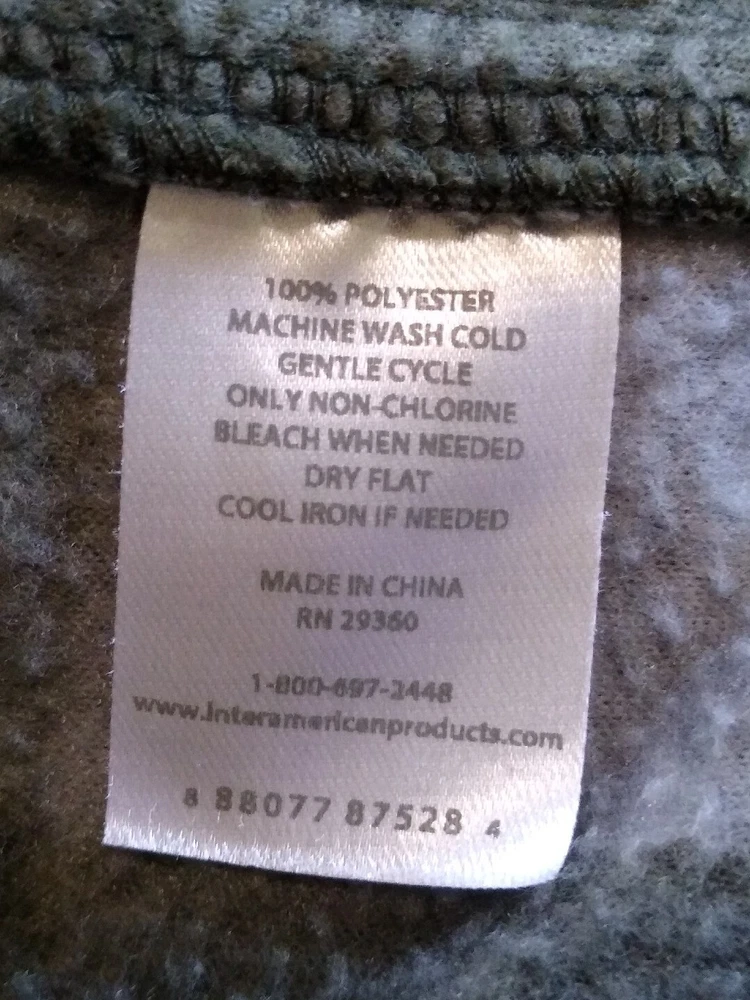 100% POLYESTER
MACHINE WASH COLD
GENTLE CYCLE
ONLY NON-CHLORINE
BLEACH WHEN NEEDED
DRY FLAT
COOL IRON IF NEEDED
MADE IN CHINA
RN 29360
1-800-697-2448
www.interamericanproducts.com
8 88077 87528 4